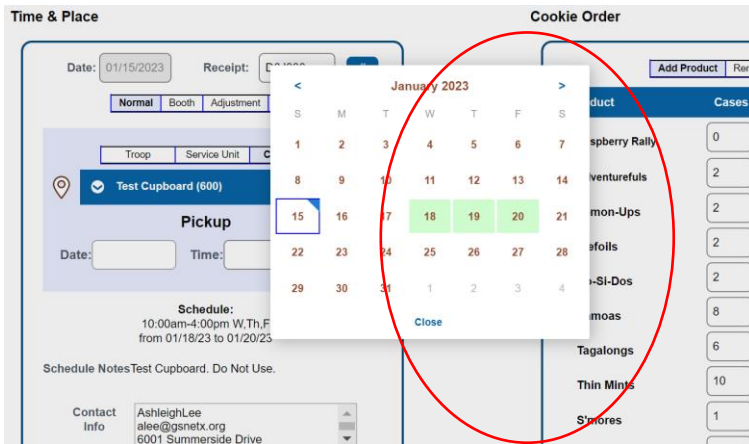 Time & Place
Cookie Order
Date: 01/15/2023 Receipt:
Normal Booth Adjustment
Troop Service Unit
Test Cupboard (600)
Pickup
Date: Time:
Schedule:
10:00am-4:00pm W,Th,F
from 01/18/23 to 01/20/23
Schedule NotesTest Cupboard. Do Not Use.
Contact Info
AshleighLee
alee@gsnetx.org
6001 Summerside Drive
< January 2023 >
S M T W T F S
1 2 3 4 5 6 7
8 9 10 11 12 13 14
15 16 17 18 19 20 21
22 23 24 25 26 27 28
29 30 31 1 2 3 4
Close
Add Product
Cases
Rally 0
2
2
2
2
8
Tagalongs 6
Thin Mints 10
S'mores 1